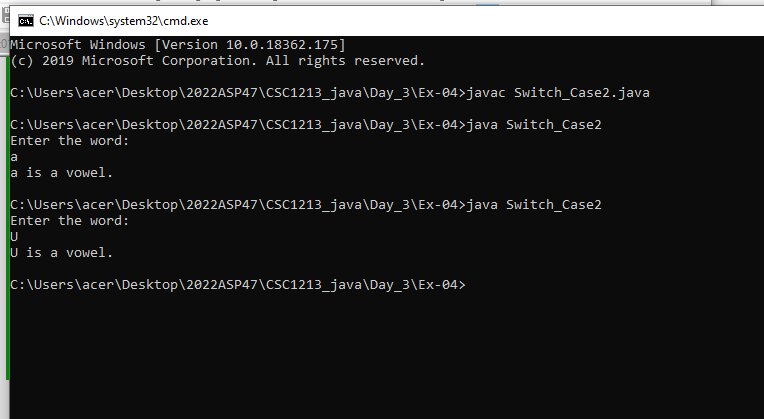 C:\Windows\system32\cmd.exe
Microsoft Windows [Version 10.0.18362.175]
(c) 2019 Microsoft Corporation. All rights reserved.
C:\Users\acer\Desktop\2022ASP47\CSC1213_java\Day_3\Ex-04>javac Switch_Case2.java
C:\Users\acer\Desktop\2022ASP47\CSC1213_java\Day_3\Ex-04>java Switch_Case2
Enter the word:
a
a is a vowel.
C:\Users\acer\Desktop\2022ASP47\CSC1213_java\Day_3\Ex-04>java Switch_Case2
Enter the word:
U
U is a vowel.
C:\Users\acer\Desktop\2022ASP47\CSC1213_java\Day_3\Ex-04>